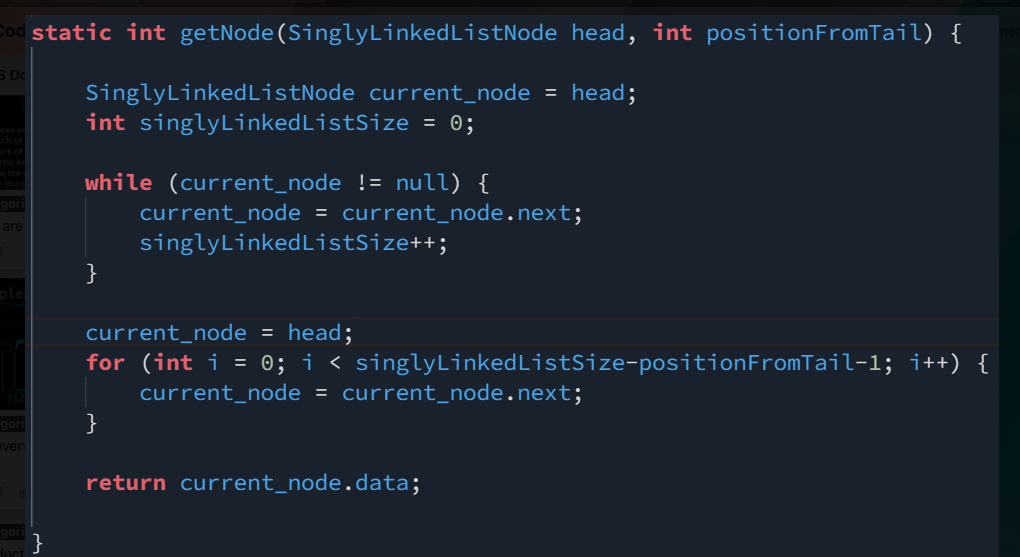 static int getNode(SinglyLinkedListNode head, int positionFromTail) {
SinglyLinkedListNode current_node = head;
int singlyLinkedListSize = 0;
while (current_node != null) {
current_node = current_node.next;
singlyLinkedListSize++;
}
current_node = head;
for (int i = 0; i < singlyLinkedListSize-positionFromTail-1; i++) {
current_node = current_node.next;
}
return current_node.data;
}